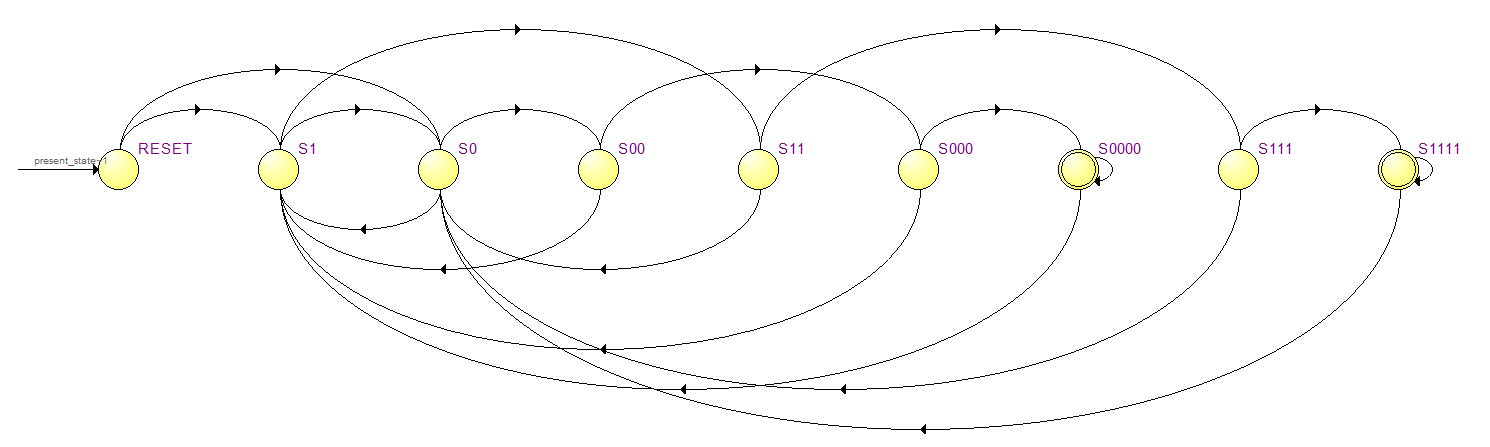 present_state~1
RESET
S1
S0
S00
S11
S000
S0000
S111
S1111